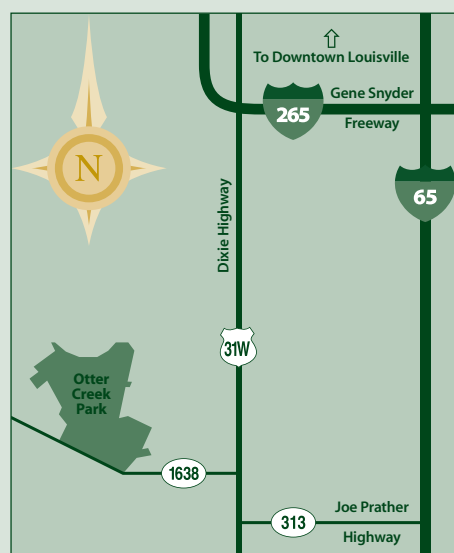 To Downtown Louisville
Gene Snyder
265
Freeway
N
65
Dixie Highway
31W
Otter
Creek
Park
1638
Joe Prather
313
Highway